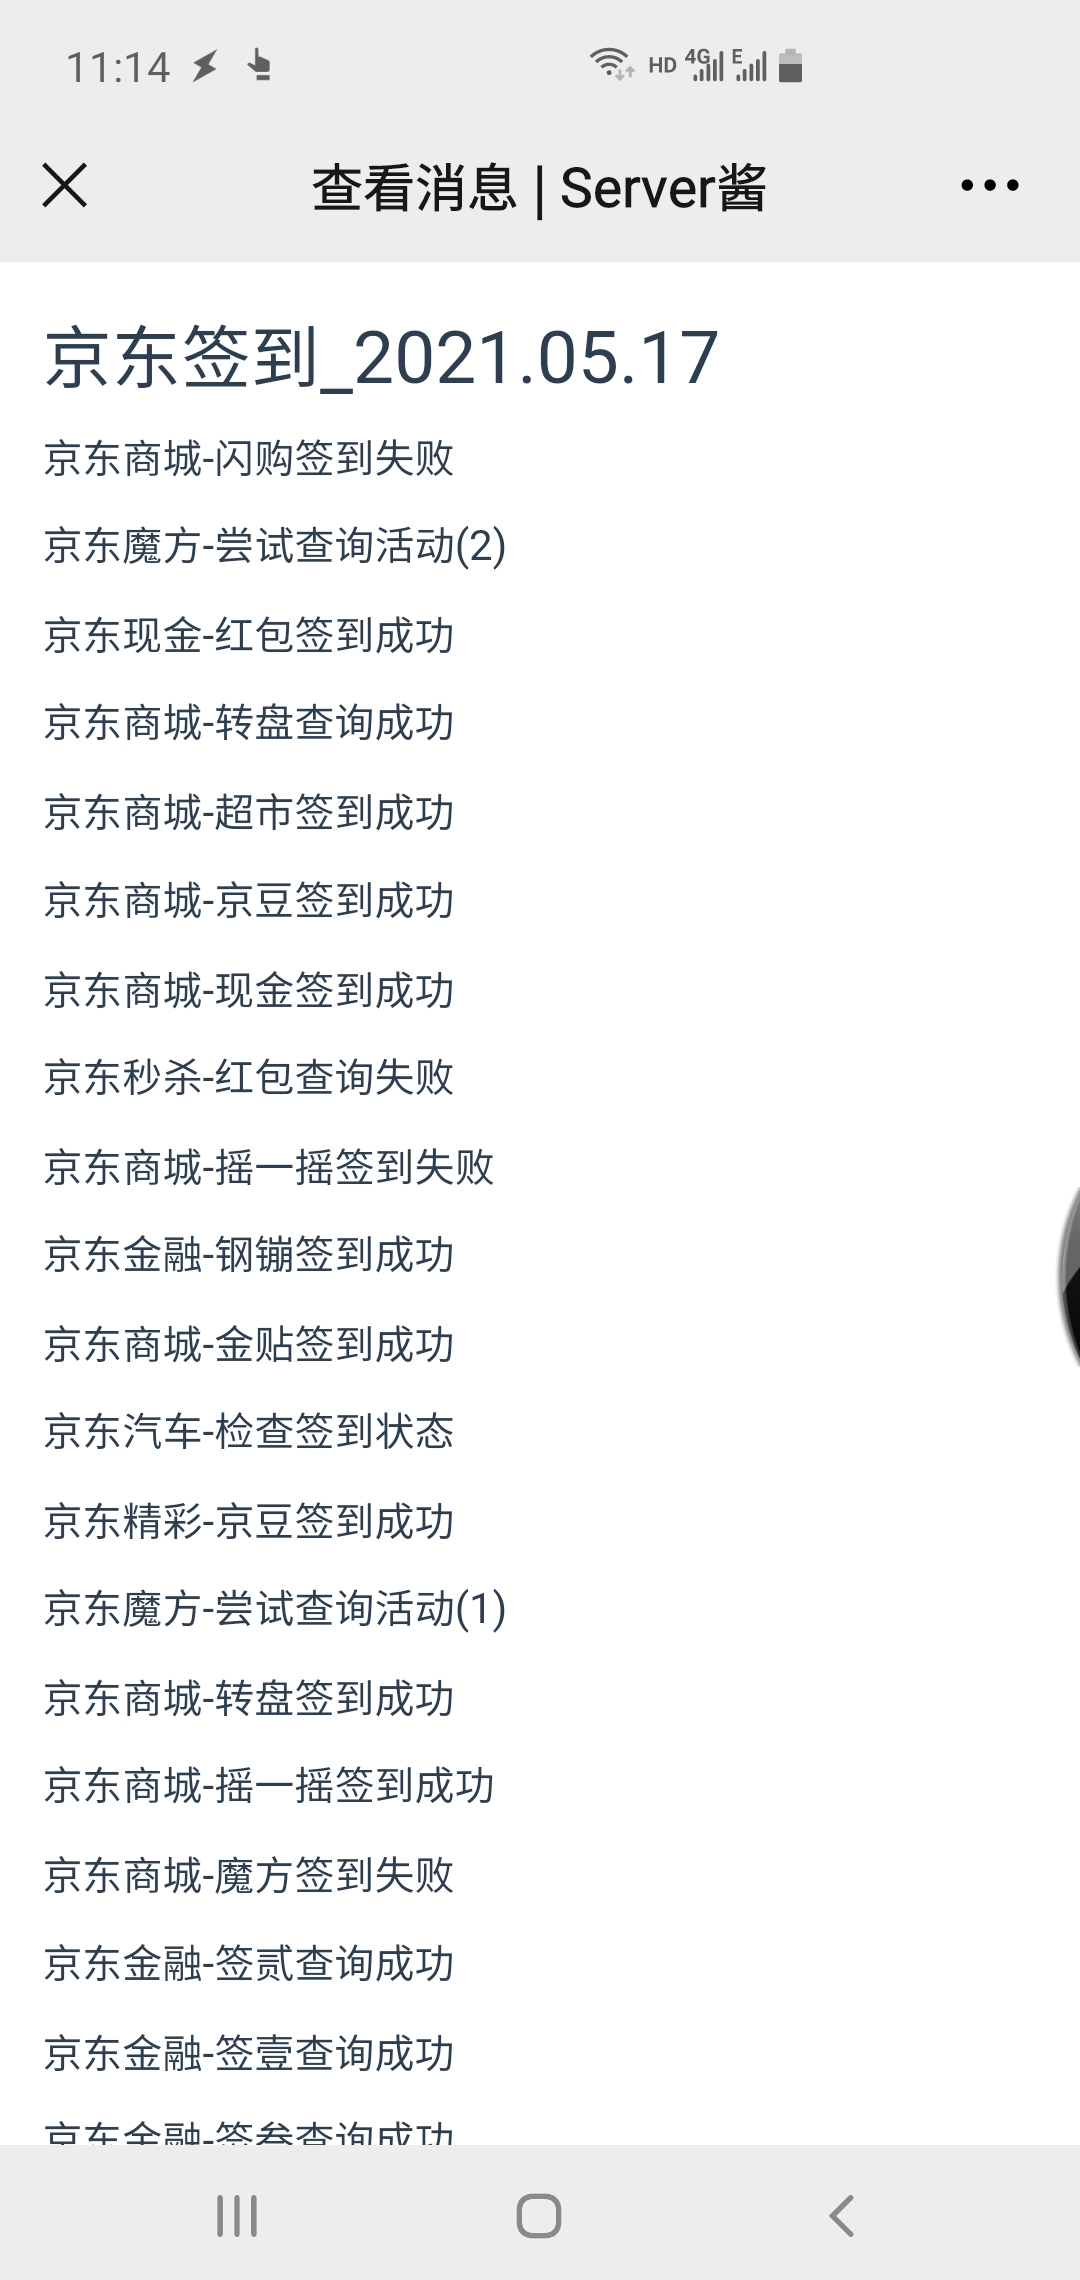 11:14
HD 4G E
查看消息 | Server酱
京东签到_2021.05.17
京东商城-闪购签到失败
京东魔方-尝试查询活动(2)
京东现金-红包签到成功
京东商城-转盘查询成功
京东商城-超市签到成功
京东商城-京豆签到成功
京东商城-现金签到成功
京东秒杀-红包查询失败
京东商城-摇一摇签到失败
京东金融-钢镚签到成功
京东商城-金贴签到成功
京东汽车-检查签到状态
京东精彩-京豆签到成功
京东魔方-尝试查询活动(1)
京东商城-转盘签到成功
京东商城-摇一摇签到成功
京东商城-魔方签到失败
京东金融-签贰查询成功
京东金融-签壹查询成功
京东金融-签叁查询成功